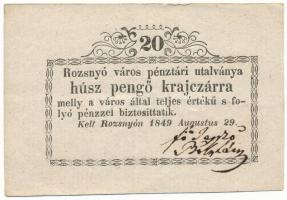 20
Rozsnyó város pénztári utalványa
húsz pengő krajczárra
melly a város által teljes értékű s fo-
lyó pénzzel biztosittatik.
Kelt Rozsnyón 1849 Augustus 29.